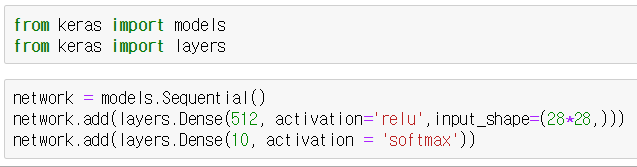 from keras import models
from keras import layers
network = models.Sequential()
network.add(layers.Dense(512, activation='relu',input_shape=(28*28,)))
network.add(layers.Dense(10, activation = 'softmax'))